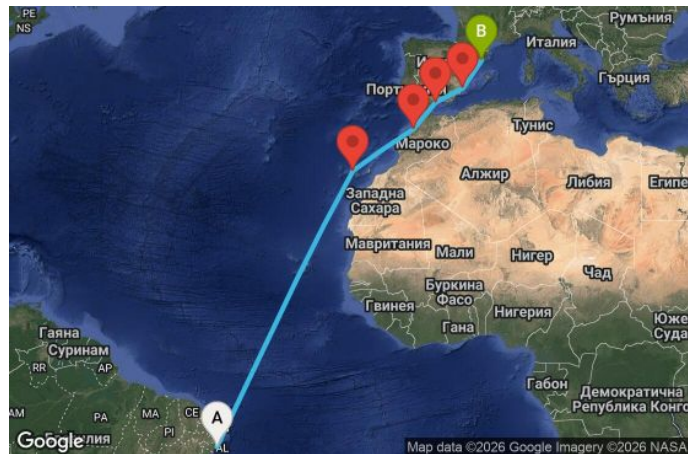 PE
NS
Румъния
B
Италия
Гърция
Тунис
Мароко
Алжир
Либия
Западна
Сахара
Мавритания
Мали
Нигер
Чад
Буркина
Фасо
Гвинея
Гана
Нигерия
Гаяна
Суринам
RR
AP
Габон
Демократична
Република Конго
AM
PA
MA
CE
PI
A
AL
Google
Map data ©2026 Google Imagery ©2026 NASA